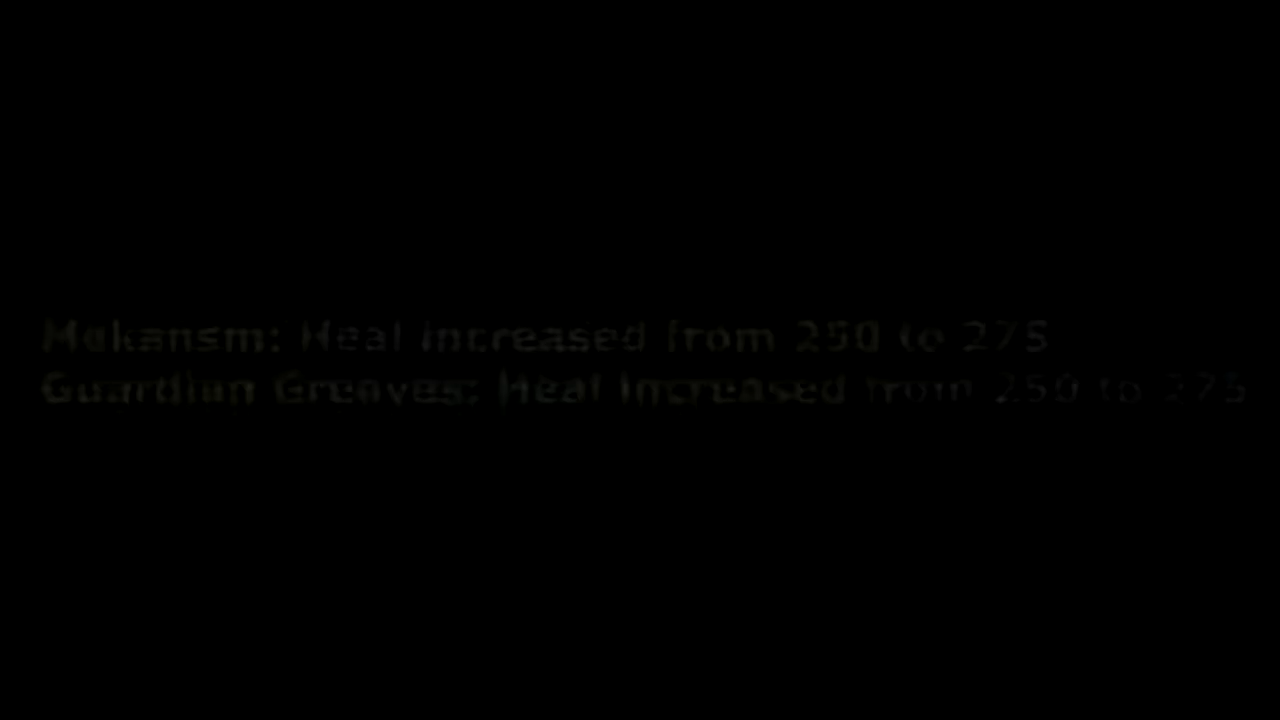 Mekansm: Heal increased from 250 to 275
Guardian Greaves: Heal increased from 250 to 275